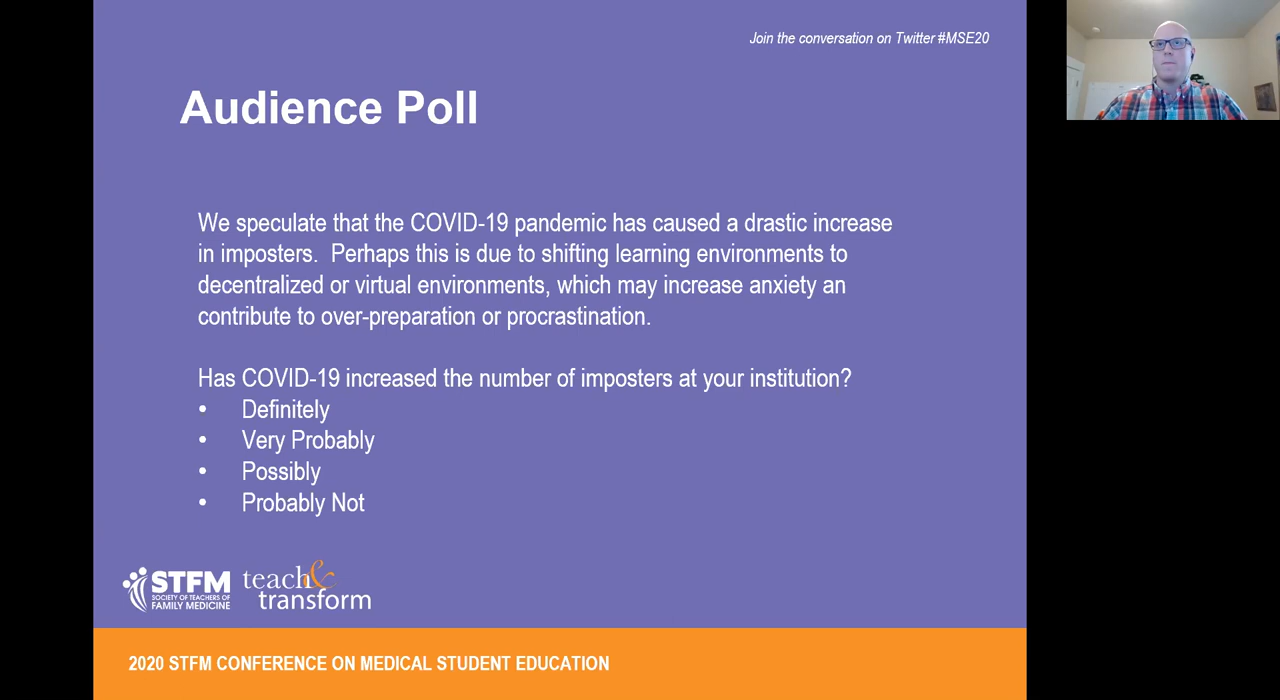 Join the conversation on Twitter #MSE20
Audience Poll
We speculate that the COVID-19 pandemic has caused a drastic increase
in imposters.  Perhaps this is due to shifting learning environments to
decentralized or virtual environments, which may increase anxiety an
contribute to over-preparation or procrastination.
Has COVID-19 increased the number of imposters at your institution?
• Definitely
• Very Probably
• Possibly
• Probably Not
STFM
SOCIETY OF TEACHERS OF
FAMILY MEDICINE
teach &
transform
2020 STFM CONFERENCE ON MEDICAL STUDENT EDUCATION